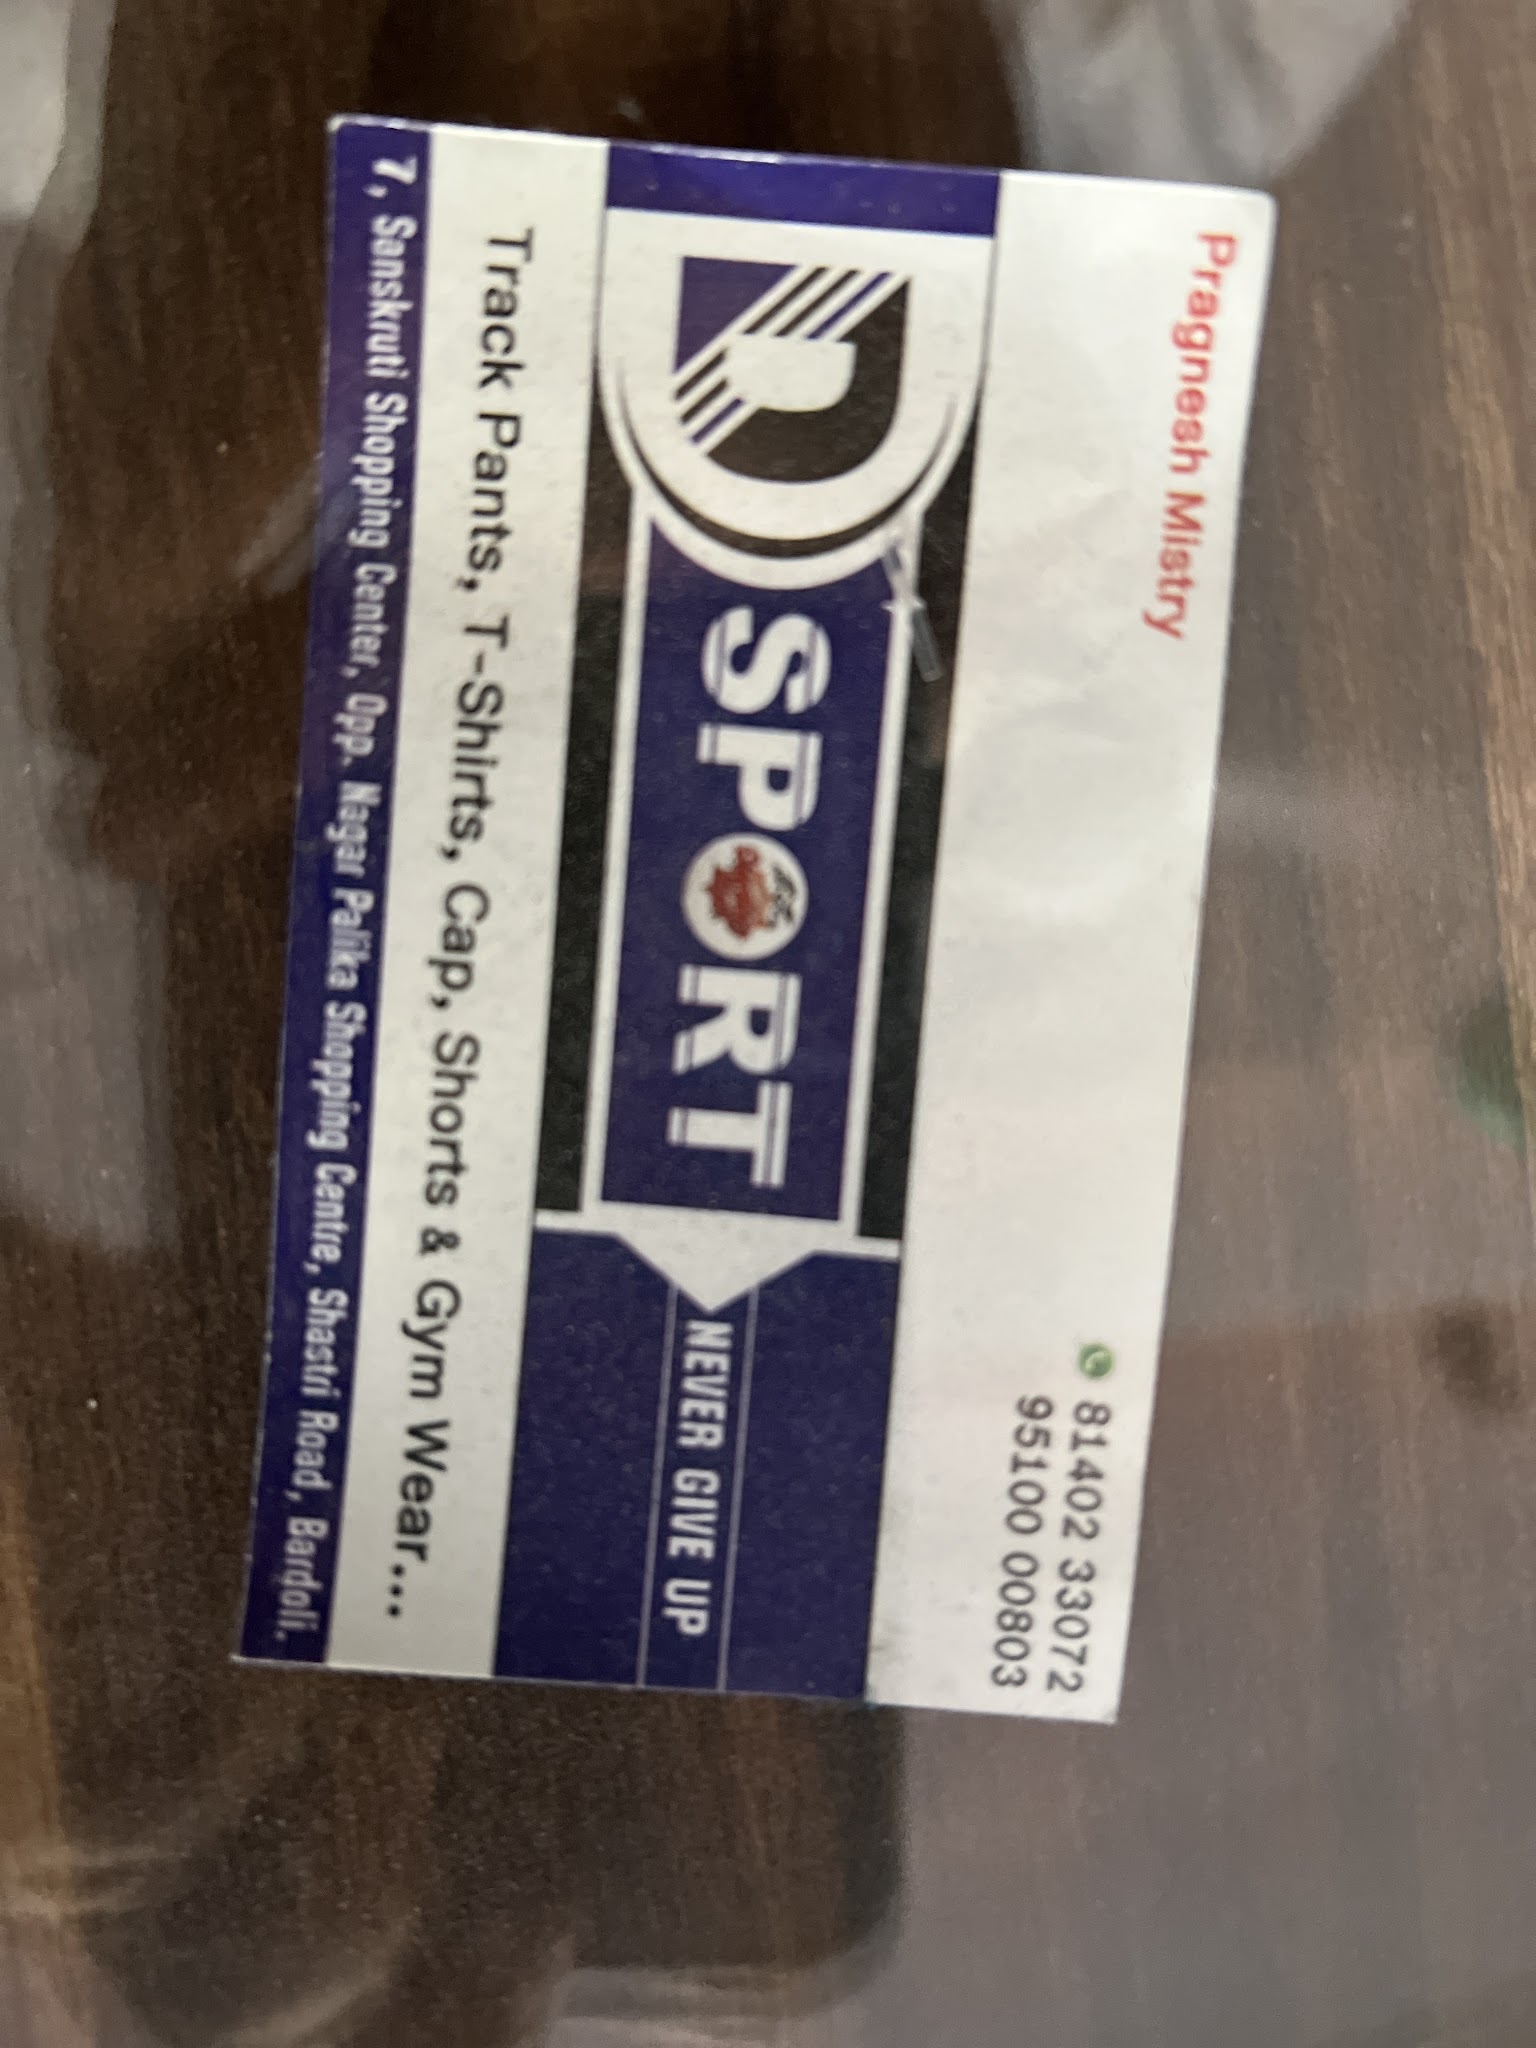 Pragnesh Mistry
81402 33072
95100 00803
D SPORT
NEVER GIVE UP
Track Pants, T-Shirts, Cap, Shorts & Gym Wear...
7, Sanskruti Shopping Center, Opp. Nagar Palika Shopping Centre, Shastri Road, Bardoli.